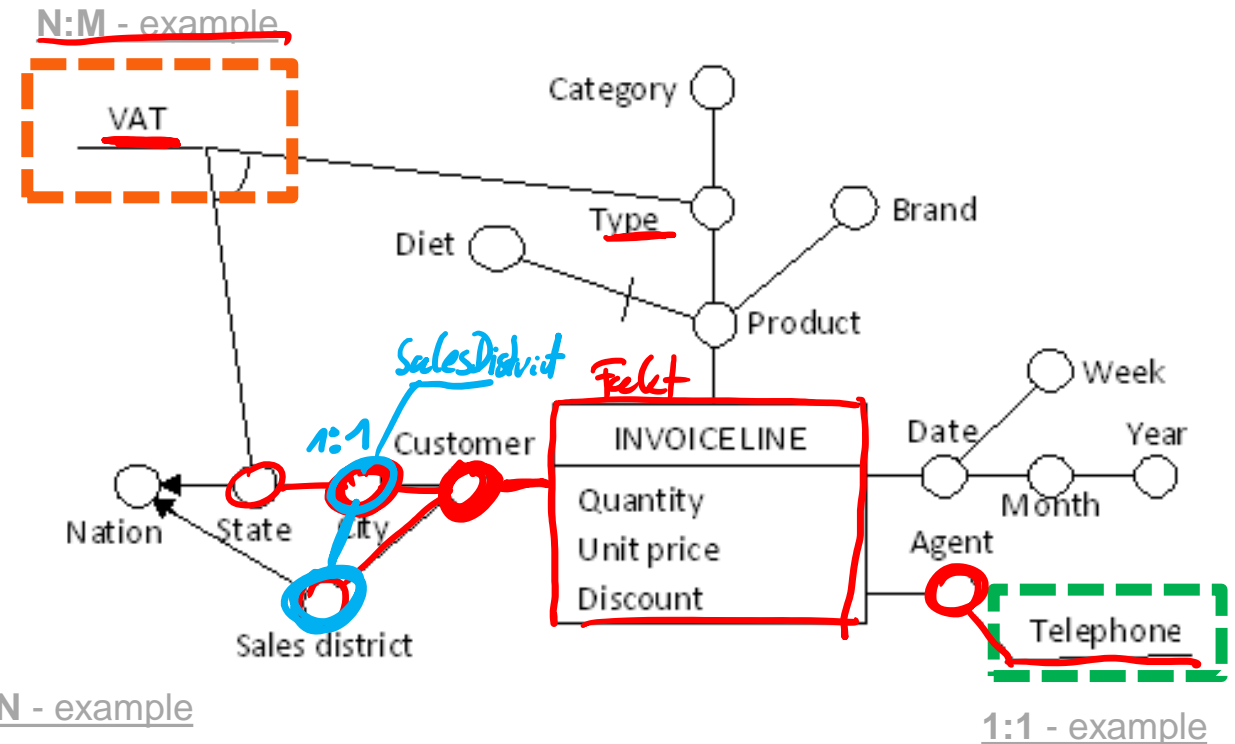 N:M - example
VAT
Category
Type
Brand
Diet
Product
SalesDistrict
Fakt
Week
1:1
Customer
INVOICE LINE
Date
Year
Quantity
Month
Nation
State
City
Unit price
Agent
Discount
Telephone
Sales district
N - example
1:1 - example